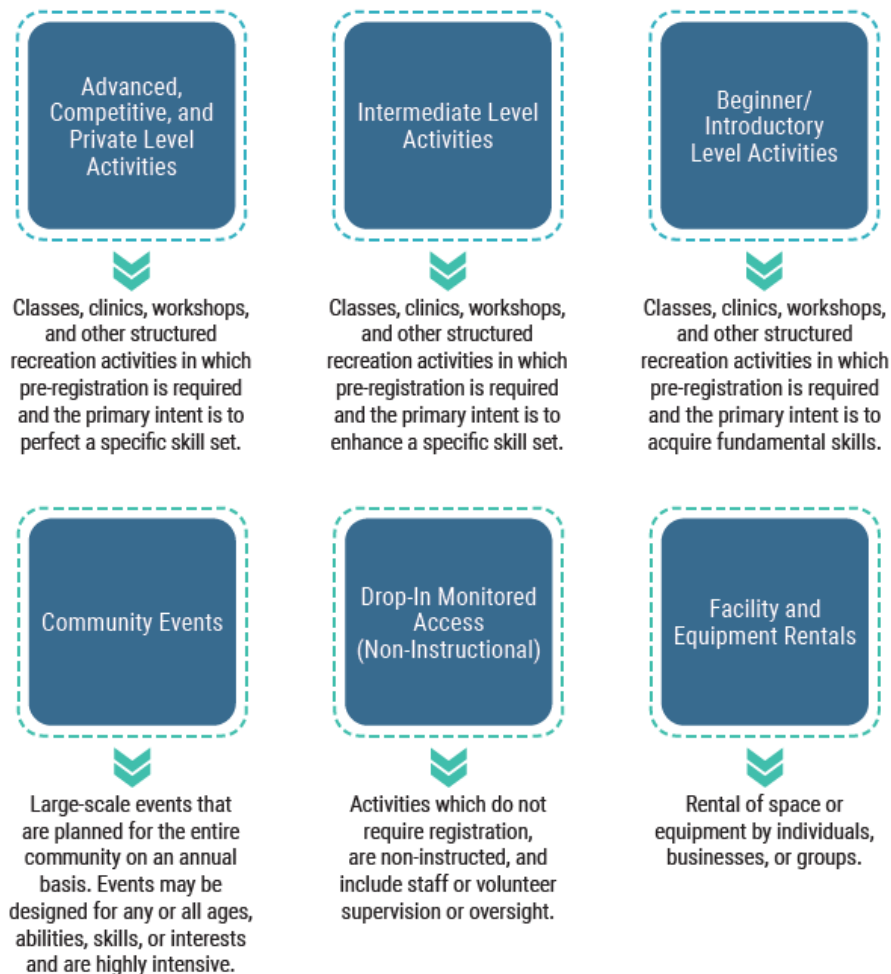 Advanced,
Competitive, and
Private Level
Activities
Classes, clinics, workshops,
and other structured
recreation activities in which
pre-registration is required
and the primary intent is to
perfect a specific skill set.
Intermediate Level
Activities
Classes, clinics, workshops,
and other structured
recreation activities in which
pre-registration is required
and the primary intent is to
enhance a specific skill set.
Beginner/
Introductory
Level Activities
Classes, clinics, workshops,
and other structured
recreation activities in which
pre-registration is required
and the primary intent is to
acquire fundamental skills.
Community Events
Large-scale events that
are planned for the entire
community on an annual
basis. Events may be
designed for any or all ages,
abilities, skills, or interests
and are highly intensive.
Drop-In Monitored
Access
(Non-Instructional)
Activities which do not
require registration,
are non-instructed, and
include staff or volunteer
supervision or oversight.
Facility and
Equipment Rentals
Rental of space or
equipment by individuals,
businesses, or groups.